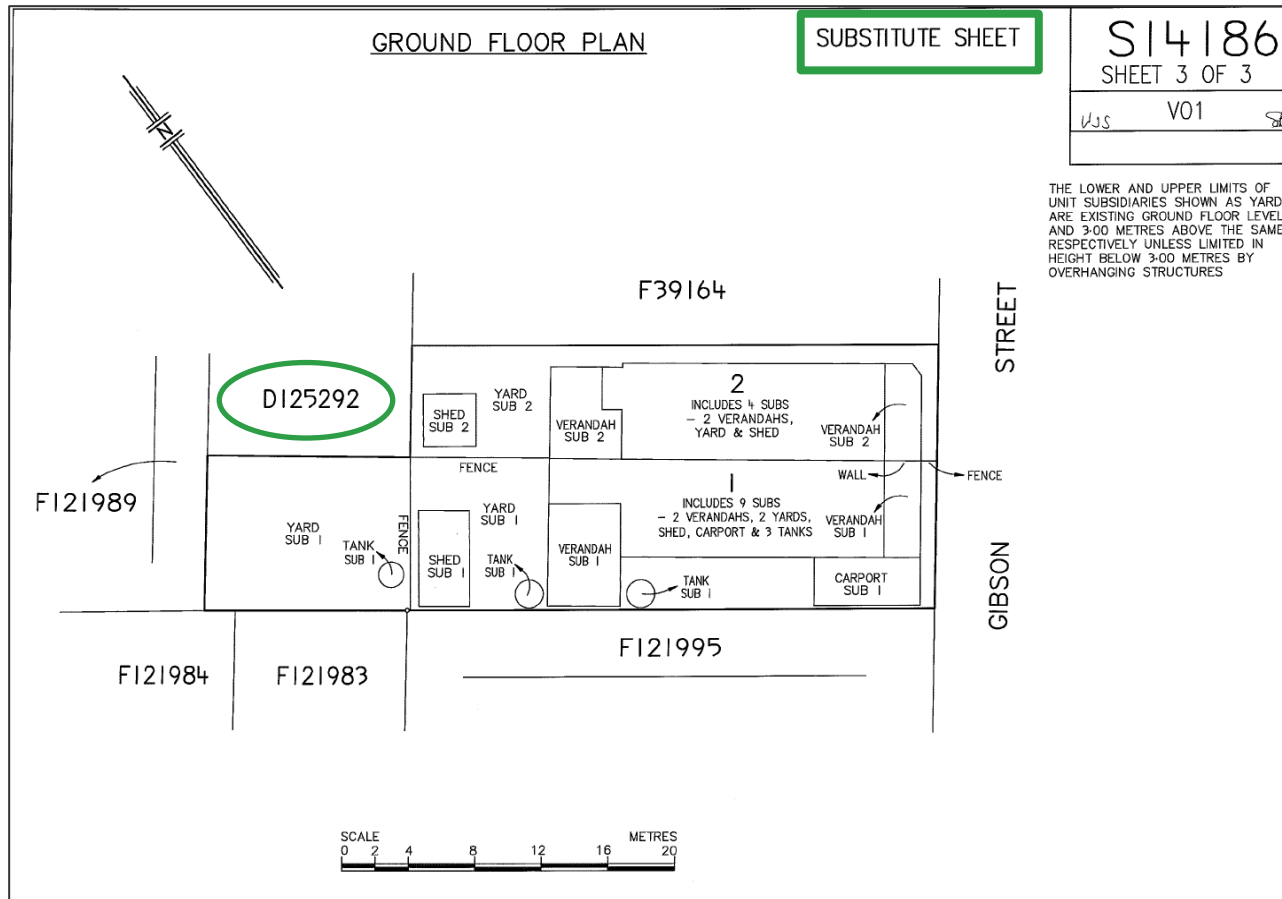 GROUND FLOOR PLAN
SUBSTITUTE SHEET
S14186
SHEET 3 OF 3
V01
N
THE LOWER AND UPPER LIMITS OF
UNIT SUBSIDIARIES SHOWN AS YARD
ARE EXISTING GROUND FLOOR LEVEL
AND 3·00 METRES ABOVE THE SAME
RESPECTIVELY UNLESS LIMITED IN
HEIGHT BELOW 3·00 METRES BY
OVERHANGING STRUCTURES
F39164
GIBSON STREET
D125292
F121989
SHED
SUB 2
YARD
SUB 2
VERANDAH
SUB 2
2
INCLUDES 4 SUBS
- 2 VERANDAHS,
YARD & SHED
VERANDAH
SUB 2
FENCE
WALL
FENCE
YARD
SUB 1
TANK
SUB 1
FENCE
SHED
SUB 1
YARD
SUB 1
TANK
SUB 1
VERANDAH
SUB 1
1
INCLUDES 9 SUBS
- 2 VERANDAHS, 2 YARDS,
SHED, CARPORT & 3 TANKS
VERANDAH
SUB 1
TANK
SUB 1
CARPORT
SUB 1
F121984
F121983
F121995
SCALE METRES
0 2 4 8 12 16 20